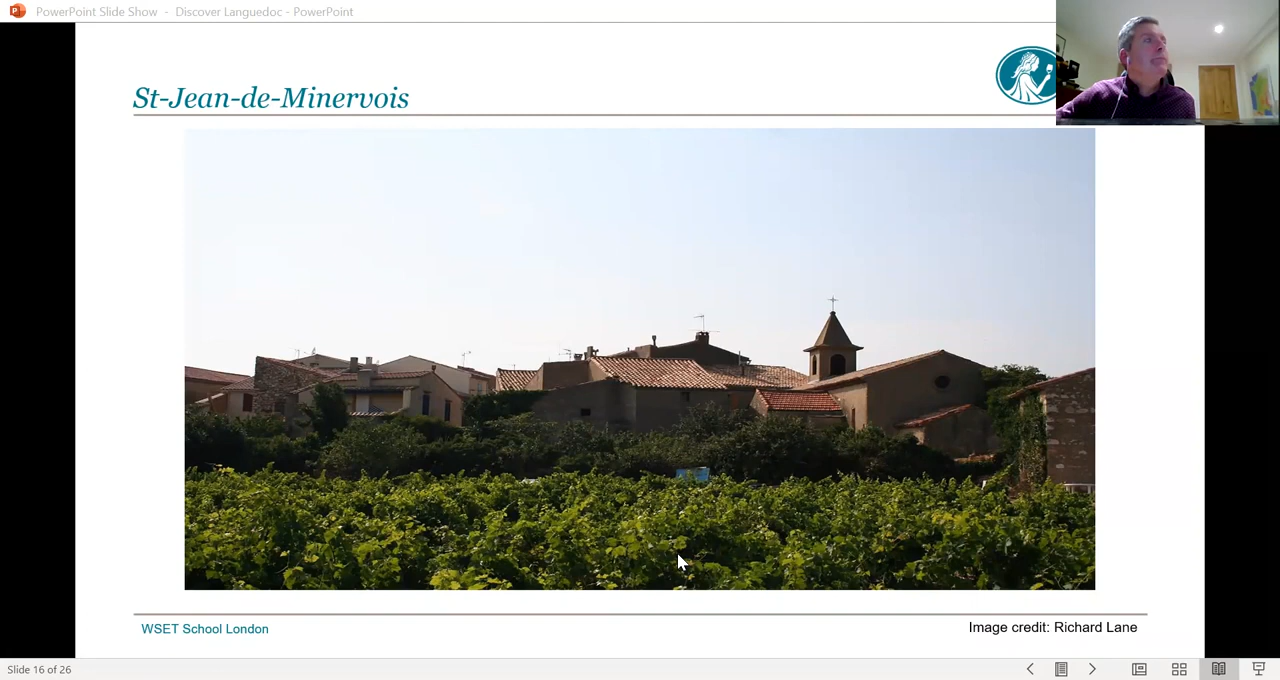 PowerPoint Slide Show - Discover Languedoc - PowerPoint
St-Jean-de-Minervois
WSET School London
Image credit: Richard Lane
Slide 16 of 26